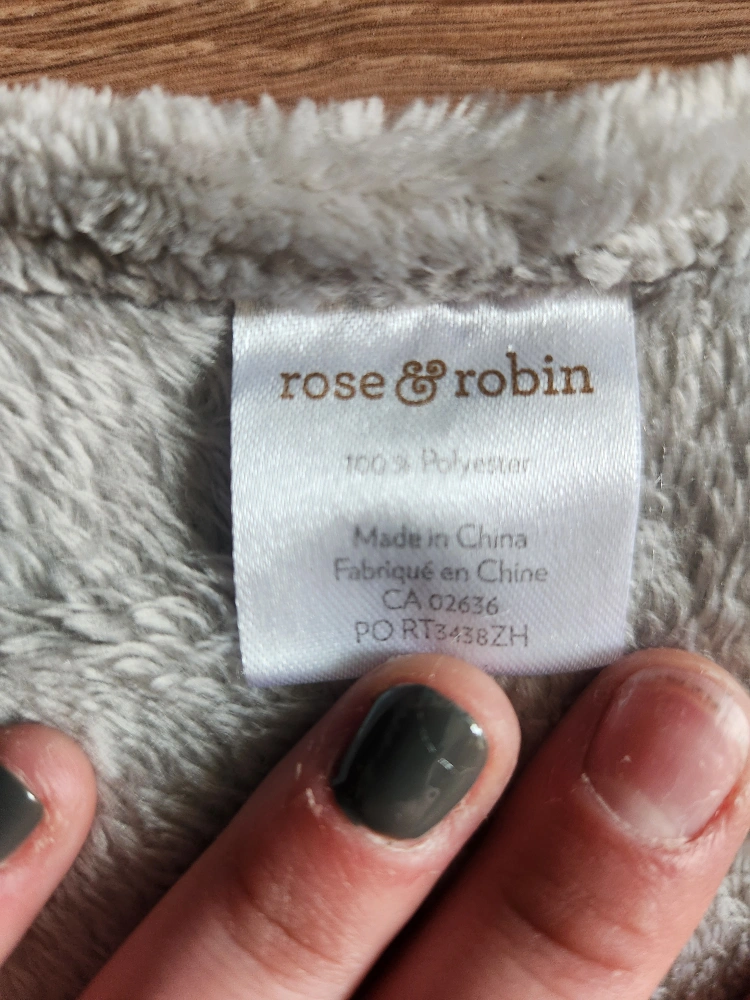 rose & robin
100 % Polyester
Made in China
Fabriqué en Chine
CA 02636
PO RT3438ZH